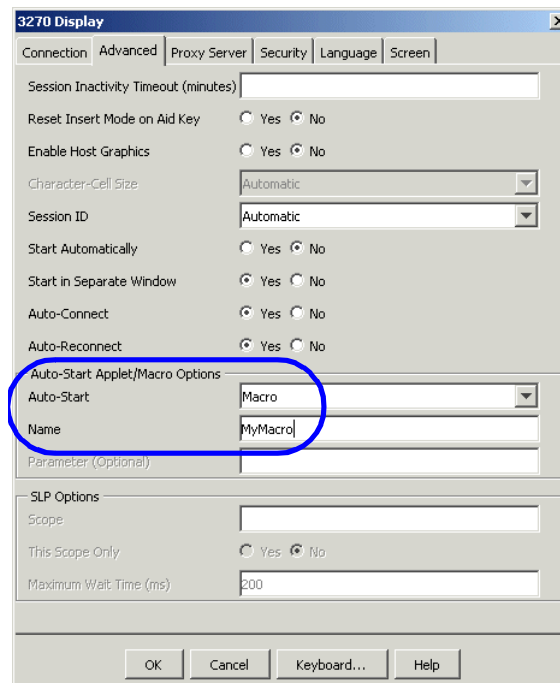 3270 Display
Connection Advanced Proxy Server Security Language Screen
Session Inactivity Timeout (minutes)
Reset Insert Mode on Aid Key Yes No
Enable Host Graphics Yes No
Character-Cell Size Automatic
Session ID Automatic
Start Automatically Yes No
Start in Separate Window Yes No
Auto-Connect Yes No
Auto-Reconnect Yes No
Auto-Start Applet/Macro Options
Auto-Start Macro
Name MyMacro
Parameter (Optional)
SLP Options
Scope
This Scope Only Yes No
Maximum Wait Time (ms) 200
OK Cancel Keyboard... Help